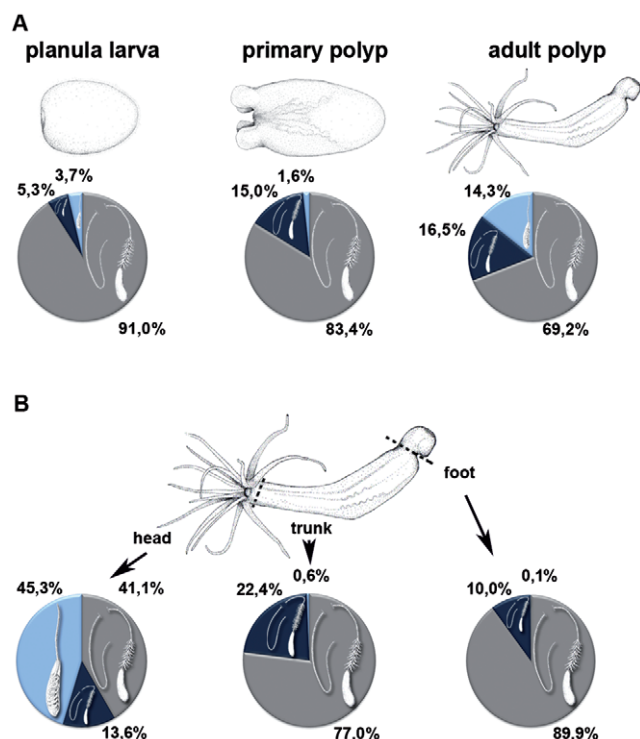 A
planula larva
primary polyp
adult polyp
3,7%
5,3%
91,0%
1,6%
15,0%
83,4%
14,3%
16,5%
69,2%
B
foot
trunk
head
45,3%
41,1%
13.6%
0,6%
22,4%
77.0%
0,1%
10,0%
89.9%